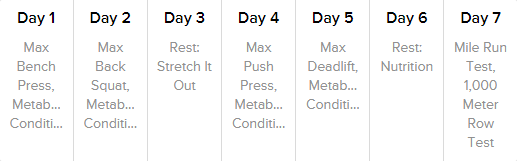 Day 1
Max
Bench
Press,
Metab...
Conditi...
Day 2
Max
Back
Squat,
Metab...
Conditi...
Day 3
Rest:
Stretch It
Out
Day 4
Max
Push
Press,
Metab...
Conditi...
Day 5
Max
Deadlift,
Metab...
Conditi...
Day 6
Rest:
Nutrition
Day 7
Mile Run
Test,
1,000
Meter
Row
Test